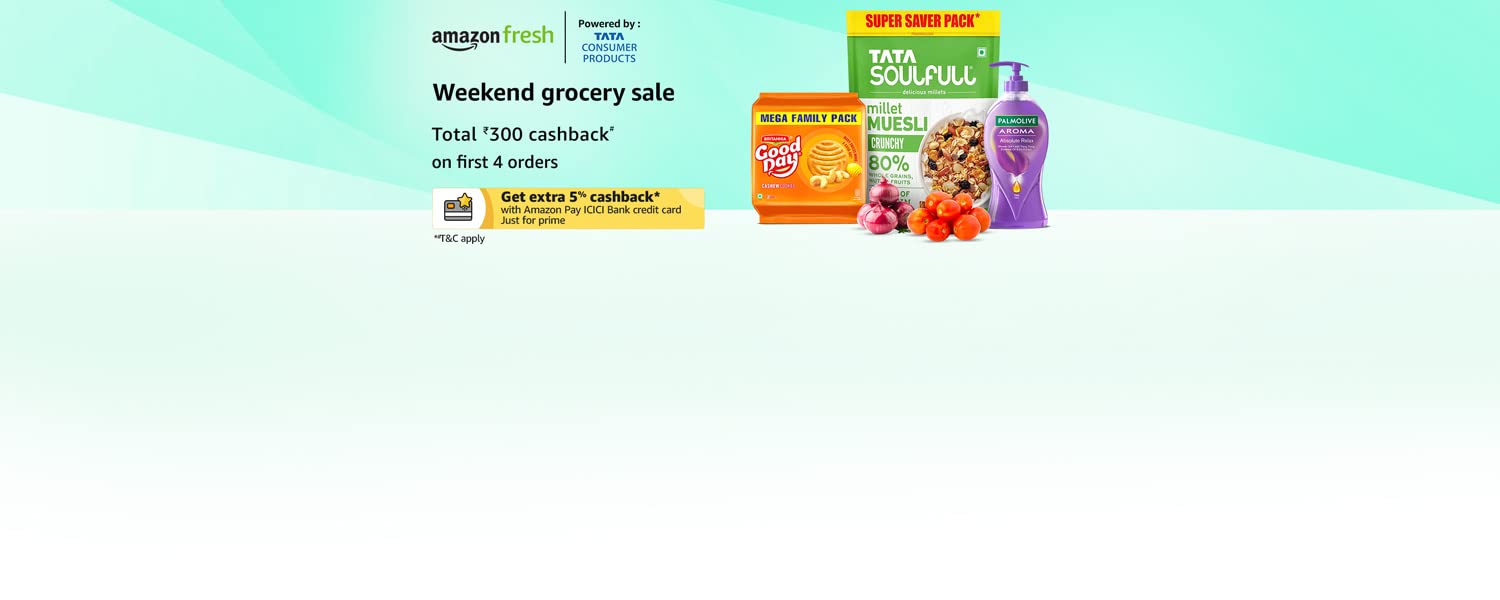 amazon fresh
Powered by :
TATA
CONSUMER
PRODUCTS
Weekend grocery sale
Total ₹300 cashback#
on first 4 orders
Get extra 5% cashback*
with Amazon Pay ICICI Bank credit card
Just for prime
*#T&C apply
SUPER SAVER PACK*
TATA
SOULFULL
delicious millets
millet
MUESLI
CRUNCHY
80%
WHOLE GRAINS,
MEGA FAMILY PACK
BRITANNIA
Good
Day
CASHEW COOKIES
PALMOLIVE
AROMA
Absolute Relax